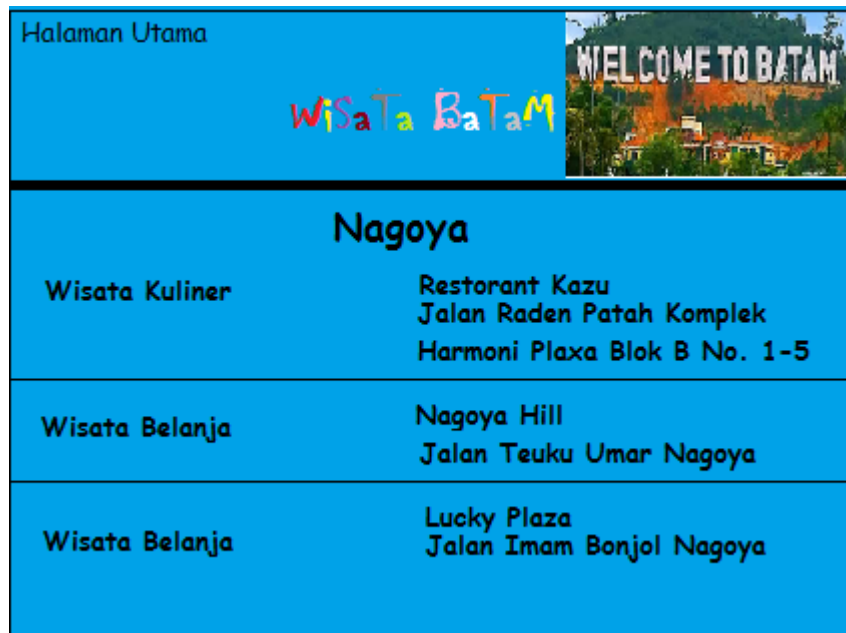 Halaman Utama
WELCOME TO BATAM
WiSaTa BaTaM
Nagoya
Wisata Kuliner
Restorant Kazu
Jalan Raden Patah Komplek
Harmoni Plaxa Blok B No. 1-5
Wisata Belanja
Nagoya Hill
Jalan Teuku Umar Nagoya
Wisata Belanja
Lucky Plaza
Jalan Imam Bonjol Nagoya